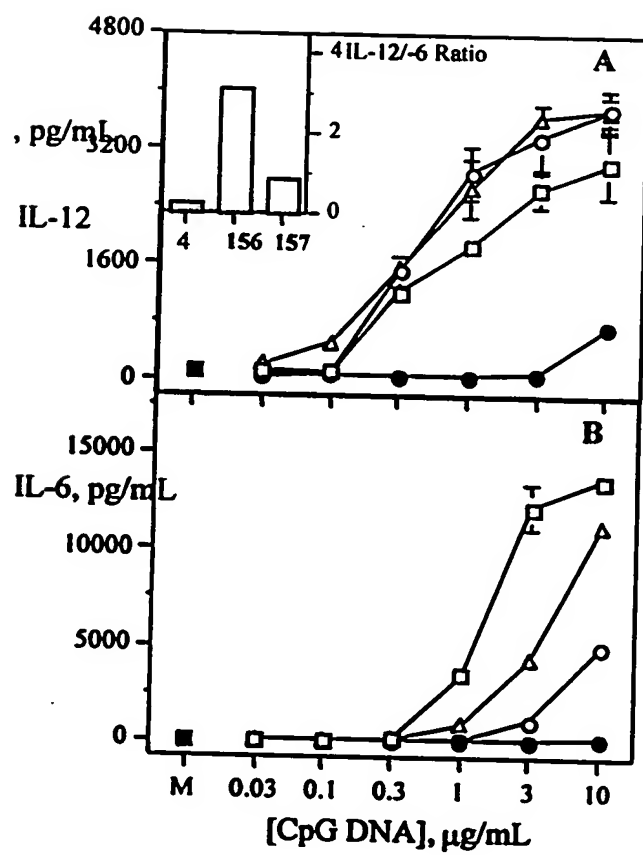 4800
4 IL-12/-6 Ratio
A
, pg/mL
3200
2
IL-12
0
4 156 157
1600
0
B
15000
IL-6, pg/mL
10000
5000
0
M 0.03 0.1 0.3 1 3 10
[CpG DNA], μg/mL